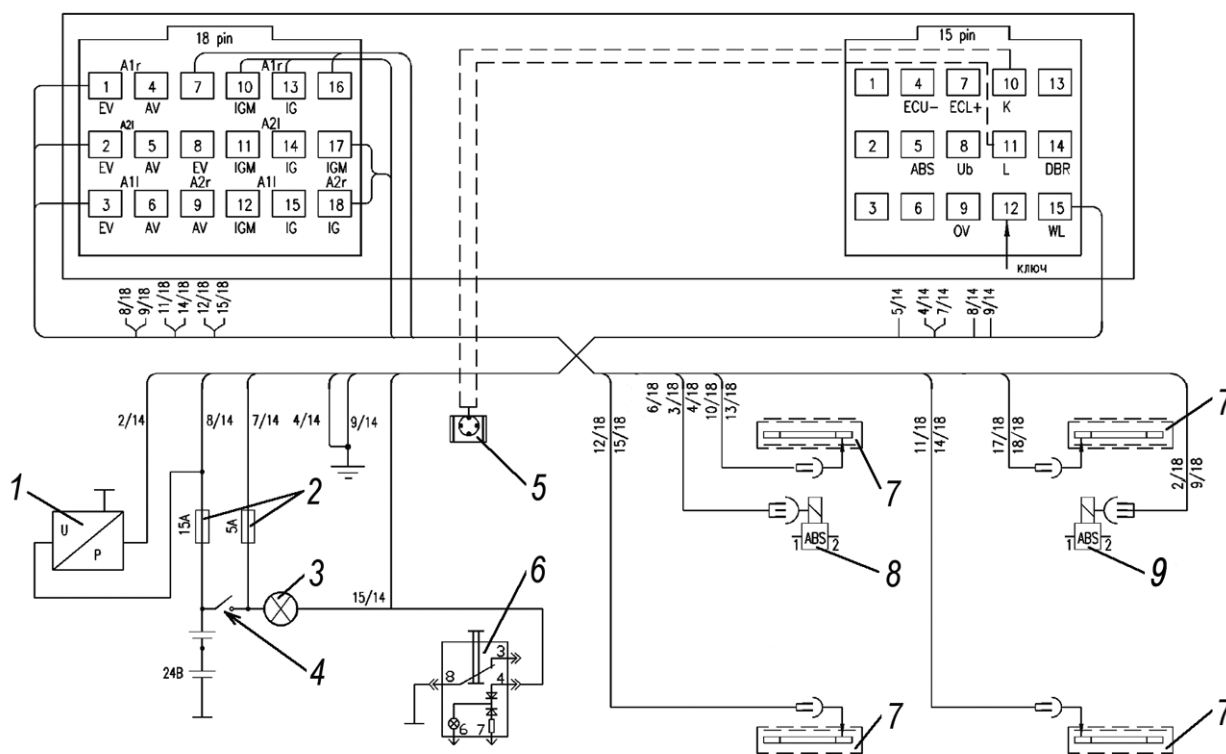 18 pin
15 pin
A1r A1r
1 4 7 10 13 16
EV AV IGM IG
A2l A2l
2 5 8 11 14 17
EV AV EV IGM IG IGM
A1l A2r A1l A2r
3 6 9 12 15 18
EV AV AV IGM IG IG
1 4 7 10 13
ECU- ECL+ K
2 5 8 11 14
ABS Ub L DBR
3 6 9 12 15
OV WL
ключ
8/18 9/18 11/18 14/18 12/18 15/18
5/14 4/14 7/14 8/14 9/14
2/14 8/14 7/14 4/14 9/14
12/18 15/18 6/18 3/18 4/18 10/18 13/18 11/18 14/18 17/18 18/18 2/18 9/18
1 2 5 7 7
U P
15A 5A
1 ABS 2
8
1 ABS 2
9
3
15/14
6
4
24В
8 3 4
6 7
7 7